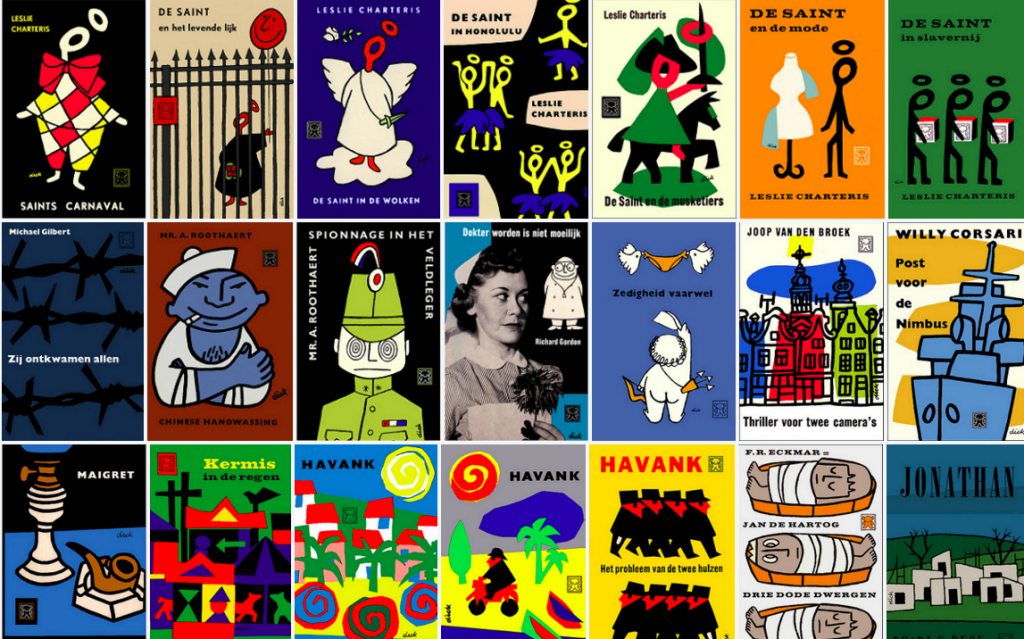 LESLIE
CHARTERIS
SAINTS CARNAVAL
DE SAINT
en het levende lijk
LESLIE CHARTERIS
DE SAINT IN DE WOLKEN
DE SAINT
IN HONOLULU
LESLIE
CHARTERIS
Leslie Charteris
De Saint en de musketiers
DE SAINT
en de mode
LESLIE CHARTERIS
DE SAINT
in slavernij
LESLIE CHARTERIS
Michael Gilbert
Zij ontkwamen allen
MR. A. ROOTHAERT
CHINESE HANDWASSING
SPIONAGE IN HET
VELDLEGER
MR. A. ROOTHAERT
Dokter worden is niet moeilijk
Richard Gordon
Zedigheid vaarwel
JOOP VAN DEN BROEK
Thriller voor twee camera's
WILLY CORSARI
Post
voor
de
Nimbus
MAIGRET
Kermis
in de regen
HAVANK
HAVANK
HAVANK
Het probleem van de twee hulzen
F.R. ECKMAR =
JAN DE HARTOG
DRIE DODE DWERGEN
JONATHAN
dick